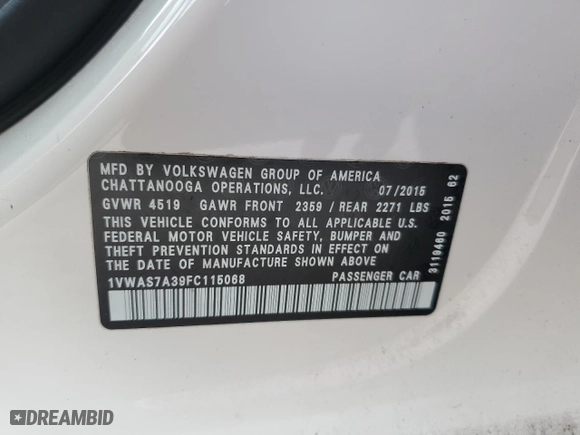 MFD BY VOLKSWAGEN GROUP OF AMERICA
CHATTANOOGA OPERATIONS, LLC. 07/2015
GVWR 4519 GAWR FRONT 2359 / REAR 2271 LBS
THIS VEHICLE CONFORMS TO ALL APPLICABLE U.S.
FEDERAL MOTOR VEHICLE SAFETY, BUMPER AND
THEFT PREVENTION STANDARDS IN EFFECT ON
THE DATE OF MANUFACTURE SHOWN ABOVE
1VWAS7A39FC115068 PASSENGER CAR
3119460 2015 62
DREAMBID